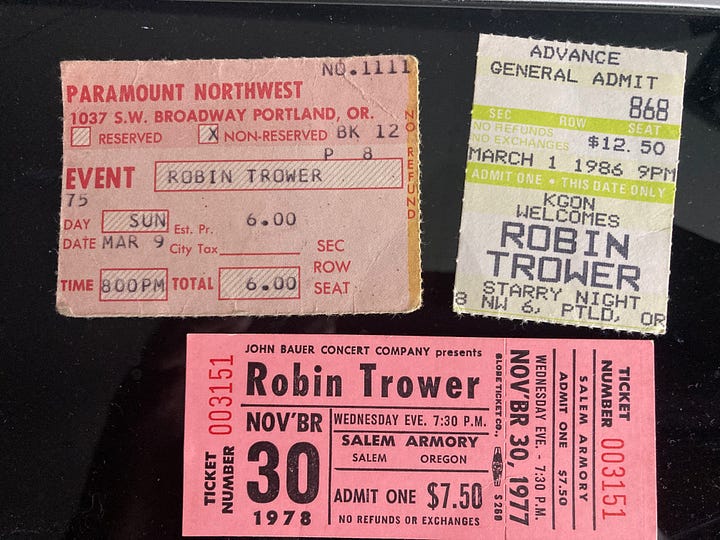 NO.1111
PARAMOUNT NORTHWEST
1037 S.W. BROADWAY PORTLAND, OR.
RESERVED X NON-RESERVED BK 12
P 8
EVENT ROBIN TROWER
75
DAY SUN Est. Pr. 6.00
DATE MAR 9 City Tax SEC
ROW
TIME 800PM TOTAL 6.00 SEAT
NO REFUND
ADVANCE
GENERAL ADMIT
868
SEC ROW SEAT
NO REFUNDS
NO EXCHANGES $12.50
MARCH 1 1986 9PM
ADMIT ONE • THIS DATE ONLY
KGON
WELCOMES
ROBIN
TROWER
STARRY NIGHT
8 NW 6, PTLD, OR
TICKET
NUMBER 003151
JOHN BAUER CONCERT COMPANY presents
Robin Trower
NOV'BR
30
1978
WEDNESDAY EVE. 7:30 P.M.
SALEM ARMORY
SALEM OREGON
ADMIT ONE $7.50
NO REFUNDS OR EXCHANGES
GLOBE TICKET CO., S 268
NOV'BR 30, 1977
WEDNESDAY EVE. - 7:30 P.M.
ADMIT ONE $7.50
SALEM ARMORY
TICKET
NUMBER 003151